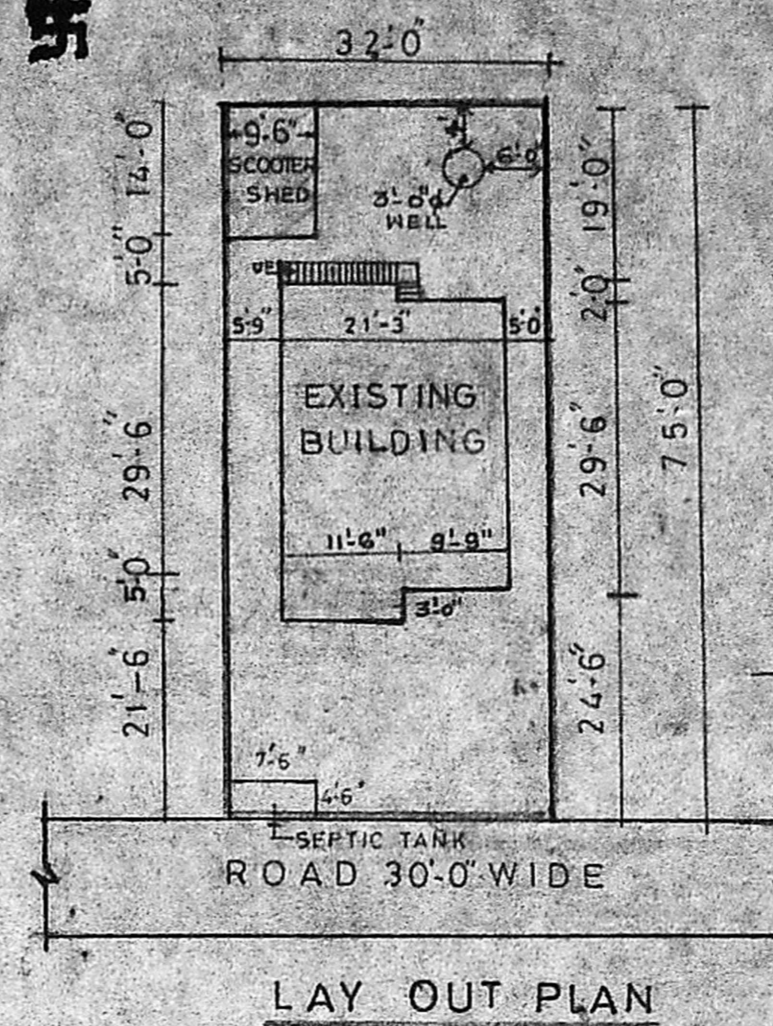 32'-0"
9'-6"
SCOOTER
SHED
6'-0"
3'-0"φ
WELL
14'-0"
5'-0"
29'-6"
5'-0"
21'-6"
19'-0"
2'-0"
29'-6"
24'-6"
75'-0"
5'-9" 21'-3" 5'-0"
EXISTING
BUILDING
11'-6" 9'-9"
3'-0"
7'-6"
4'-6"
SEPTIC TANK
ROAD 30'-0" WIDE
LAY OUT PLAN